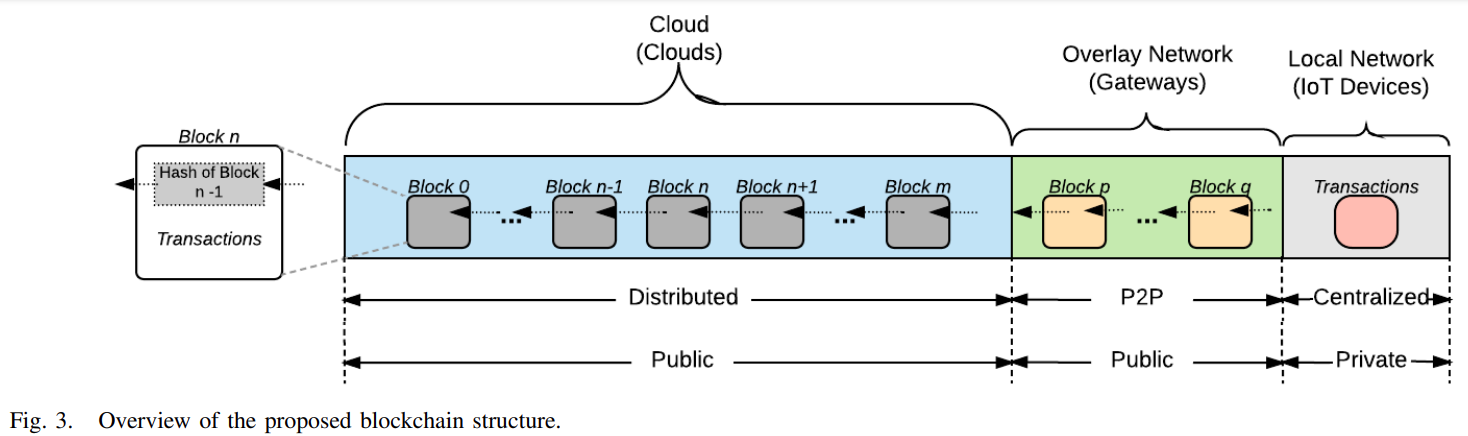 Cloud
(Clouds)
Overlay Network
(Gateways)
Local Network
(IoT Devices)
Block n
Hash of Block
n -1
Transactions
Block 0
...
Block n-1
Block n
Block n+1
...
Block m
Block p
...
Block q
Transactions
Distributed
P2P
Centralized
Public
Public
Private
Fig. 3. Overview of the proposed blockchain structure.